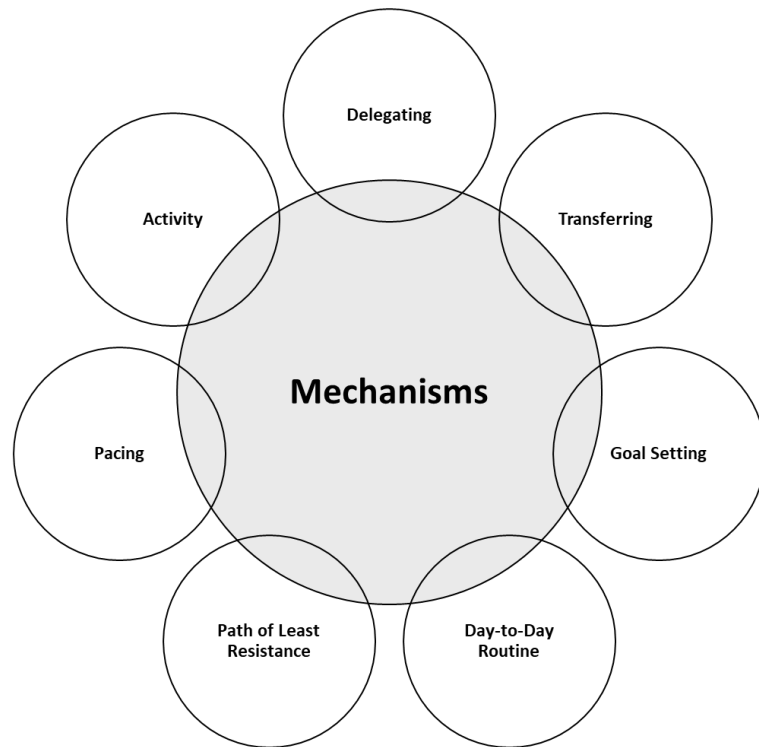 Delegating
Activity
Transferring
Mechanisms
Pacing
Goal Setting
Path of Least
Resistance
Day-to-Day
Routine